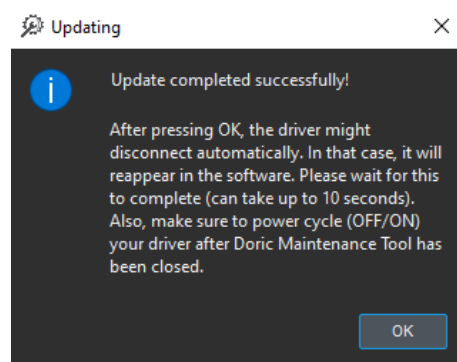 Updating
Update completed successfully!
After pressing OK, the driver might
disconnect automatically. In that case, it will
reappear in the software. Please wait for this
to complete (can take up to 10 seconds).
Also, make sure to power cycle (OFF/ON)
your driver after Doric Maintenance Tool has
been closed.
OK